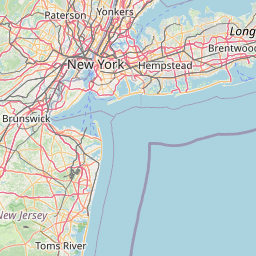 Paterson
Yonkers
Long
Brentwood
New York
Hempstead
Brunswick
New Jersey
Toms River